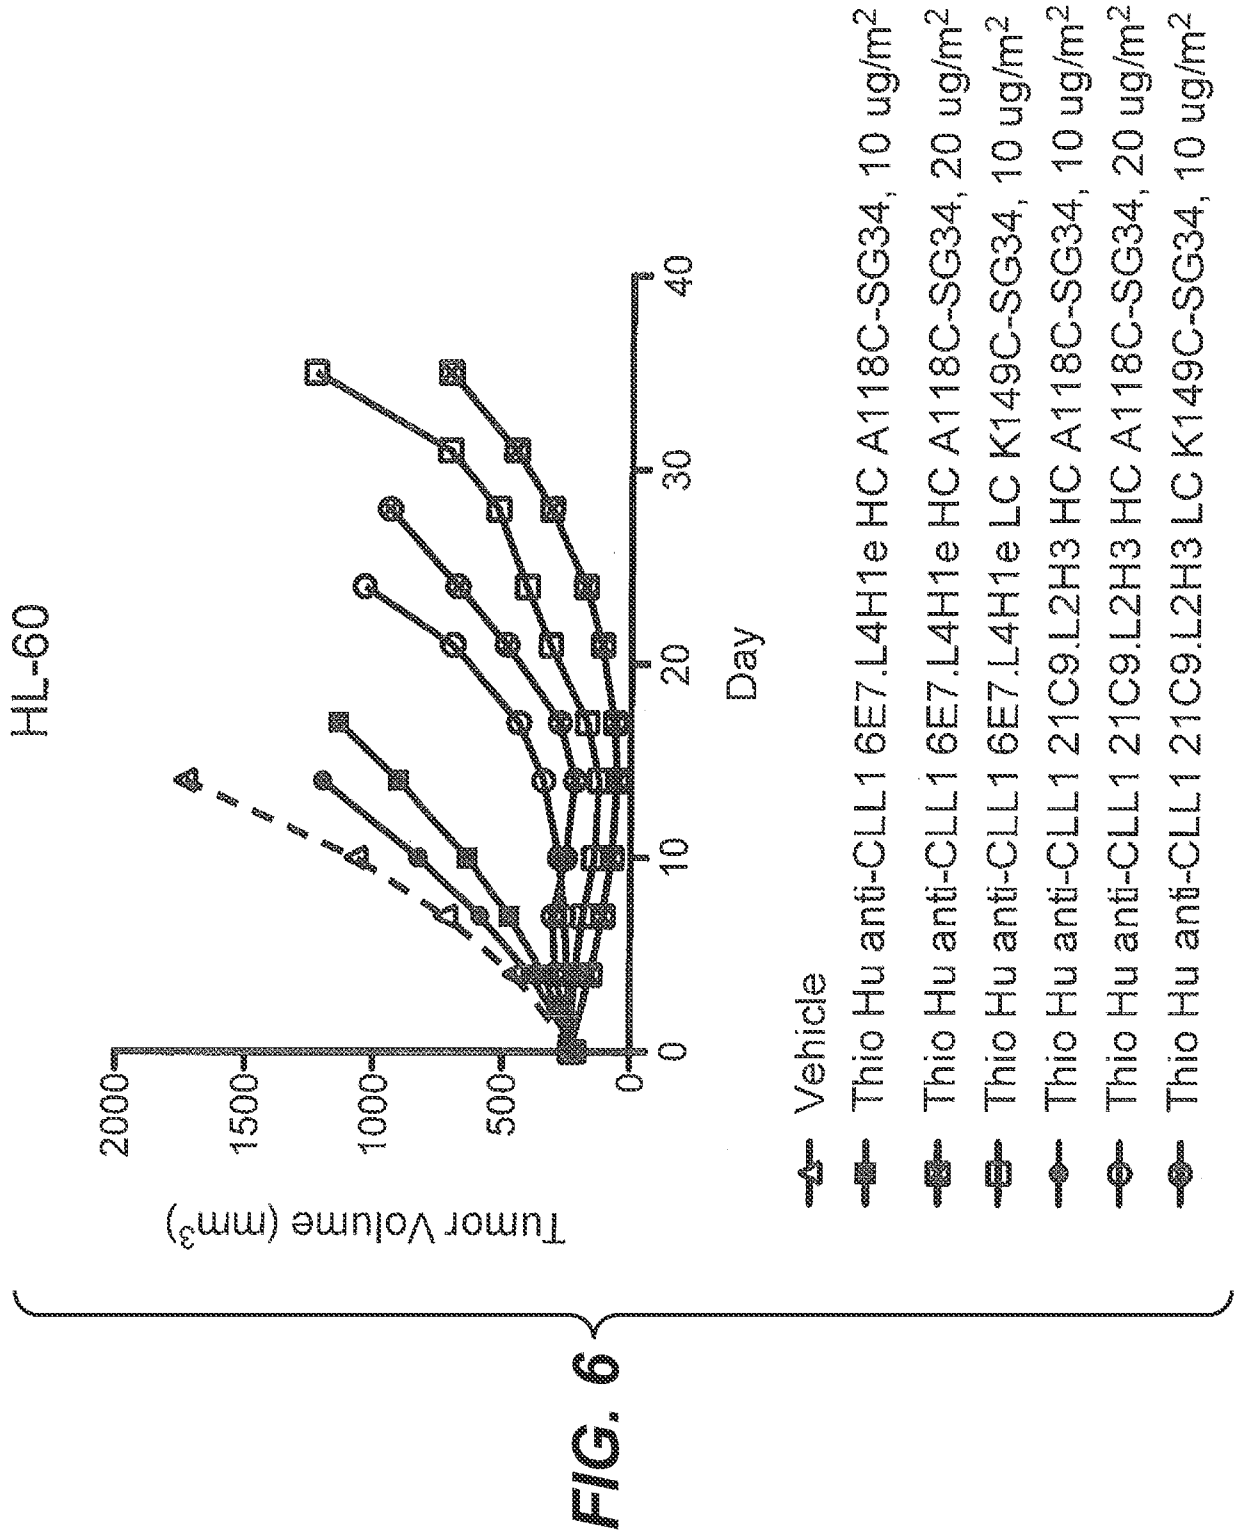 FIG. 6
HL-60
Tumor Volume (mm³)
2000
1500
1000
500
0
0
10
20
30
40
Day
Vehicle
Thio Hu anti-CLL1 6E7.L4H1e HC A118C-SG34, 10 ug/m²
Thio Hu anti-CLL1 6E7.L4H1e HC A118C-SG34, 20 ug/m²
Thio Hu anti-CLL1 6E7.L4H1e LC K149C-SG34, 10 ug/m²
Thio Hu anti-CLL1 21C9.L2H3 HC A118C-SG34, 10 ug/m²
Thio Hu anti-CLL1 21C9.L2H3 HC A118C-SG34, 20 ug/m²
Thio Hu anti-CLL1 21C9.L2H3 LC K149C-SG34, 10 ug/m²